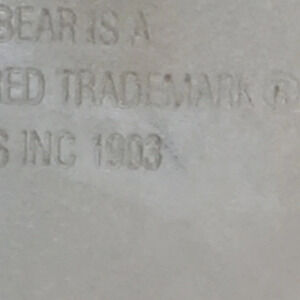 BEAR IS A
RED TRADEMARK ®
S INC 1903